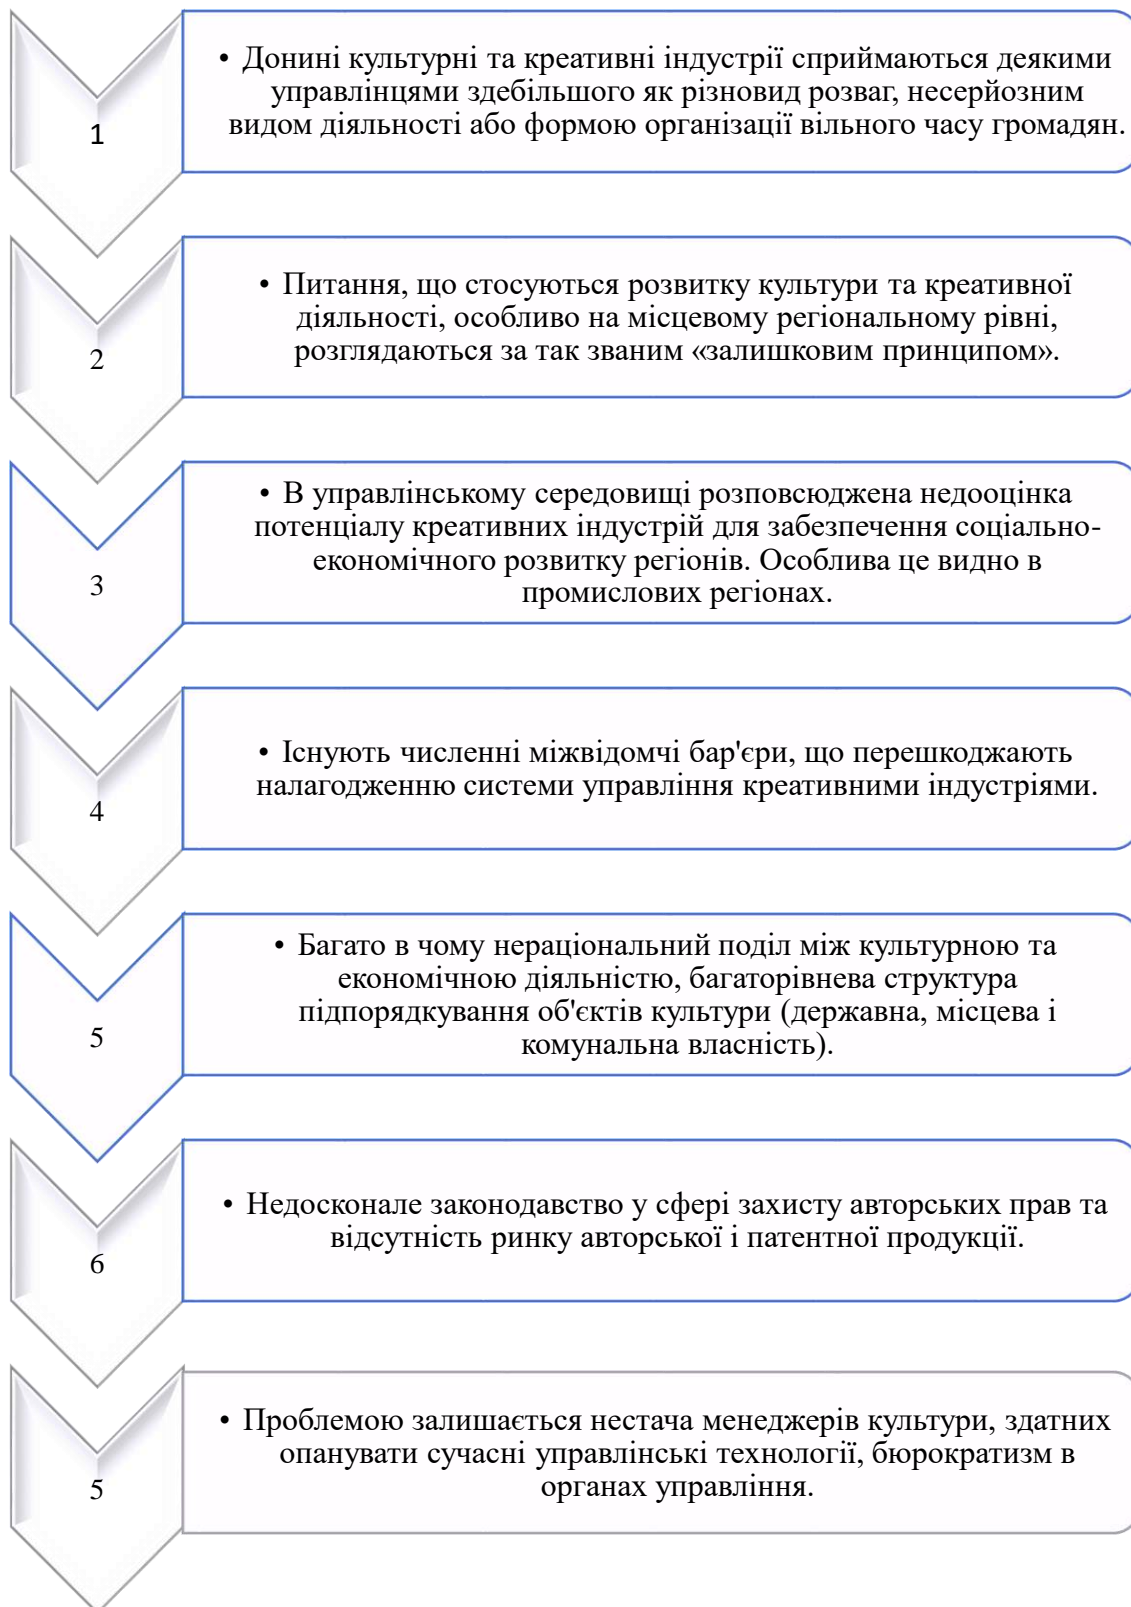 1
• Донині культурні та креативні індустрії сприймаються деякими
управлінцями здебільшого як різновид розваг, несерйозним
видом діяльності або формою організації вільного часу громадян.
2
• Питання, що стосуються розвитку культури та креативної
діяльності, особливо на місцевому регіональному рівні,
розглядаються за так званим «залишковим принципом».
3
• В управлінському середовищі розповсюджена недооцінка
потенціалу креативних індустрій для забезпечення соціально-
економічного розвитку регіонів. Особлива це видно в
промислових регіонах.
4
• Існують численні міжвідомчі бар'єри, що перешкоджають
налагодженню системи управління креативними індустріями.
5
• Багато в чому нераціональний поділ між культурною та
економічною діяльністю, багаторівнева структура
підпорядкування об'єктів культури (державна, місцева і
комунальна власність).
6
• Недосконале законодавство у сфері захисту авторських прав та
відсутність ринку авторської і патентної продукції.
5
• Проблемою залишається нестача менеджерів культури, здатних
опанувати сучасні управлінські технології, бюрократизм в
органах управління.